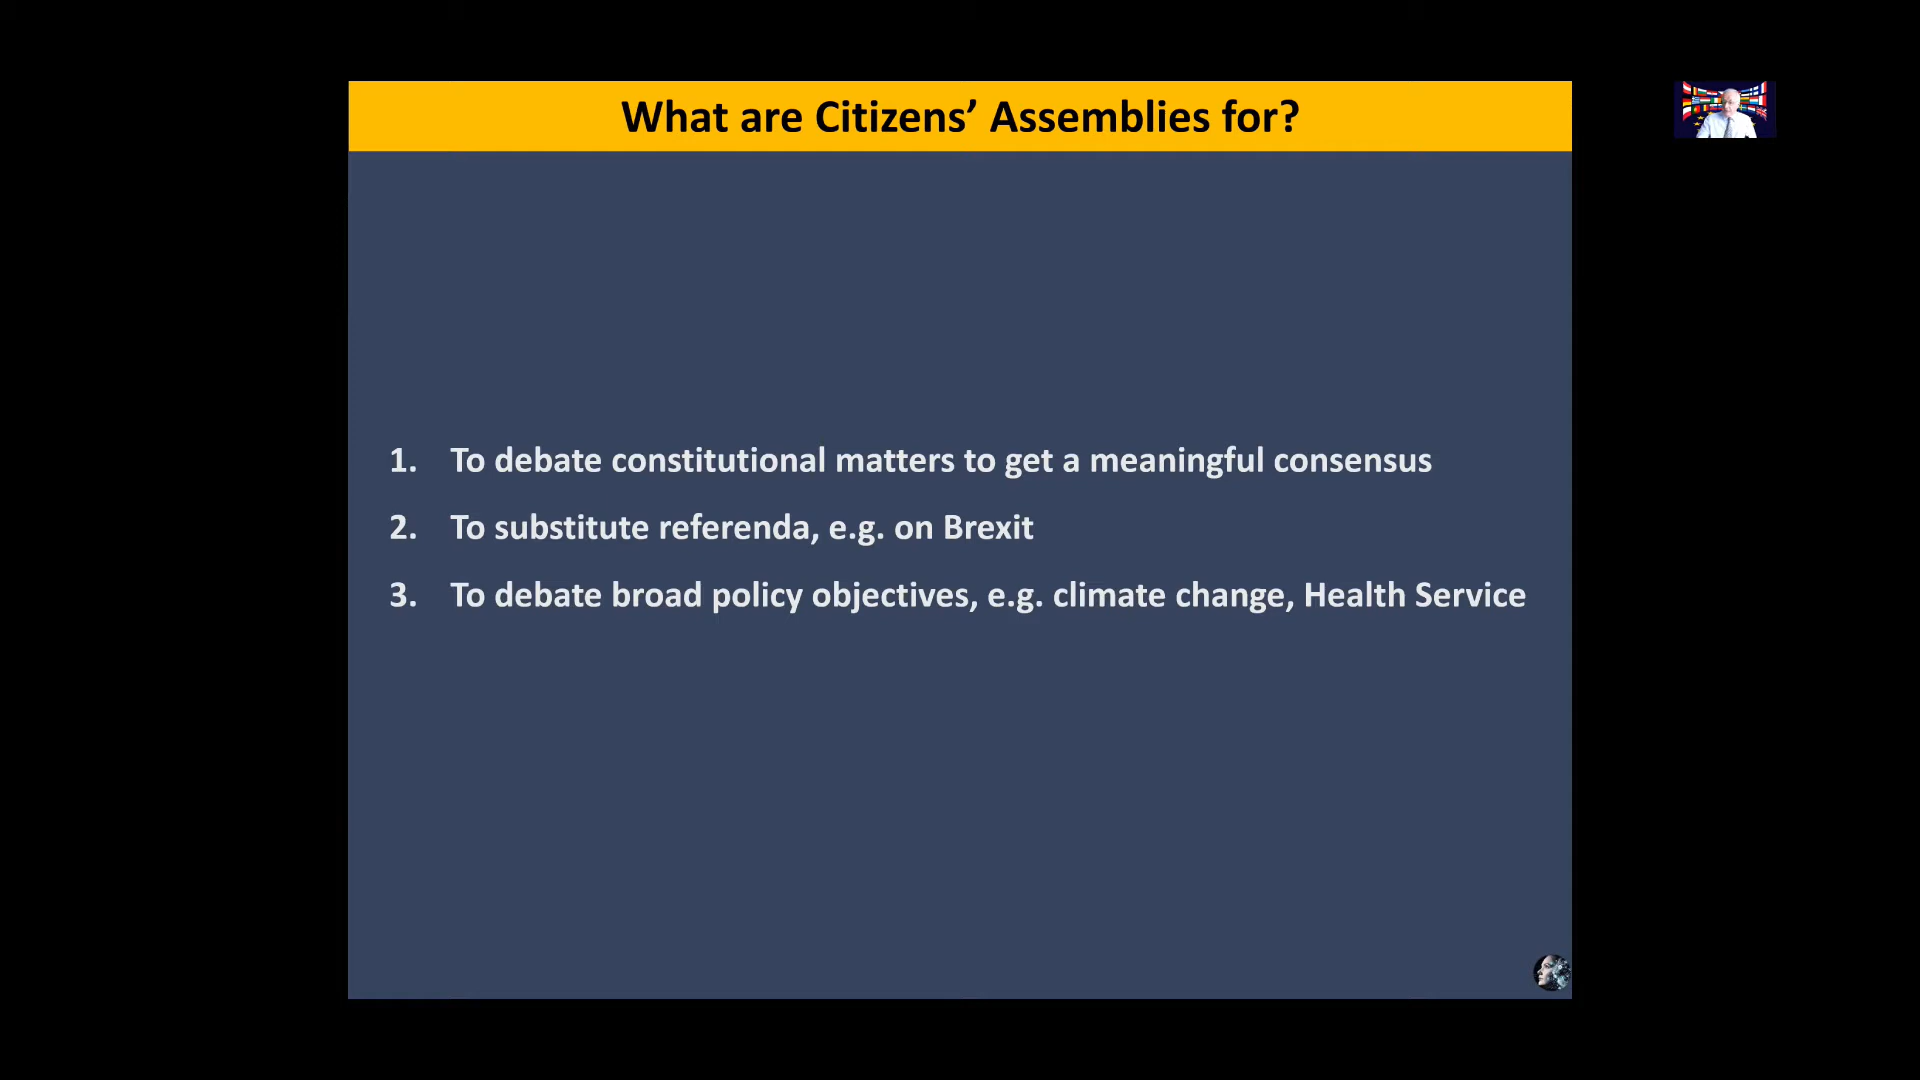 What are Citizens’ Assemblies for?
1. To debate constitutional matters to get a meaningful consensus
2. To substitute referenda, e.g. on Brexit
3. To debate broad policy objectives, e.g. climate change, Health Service